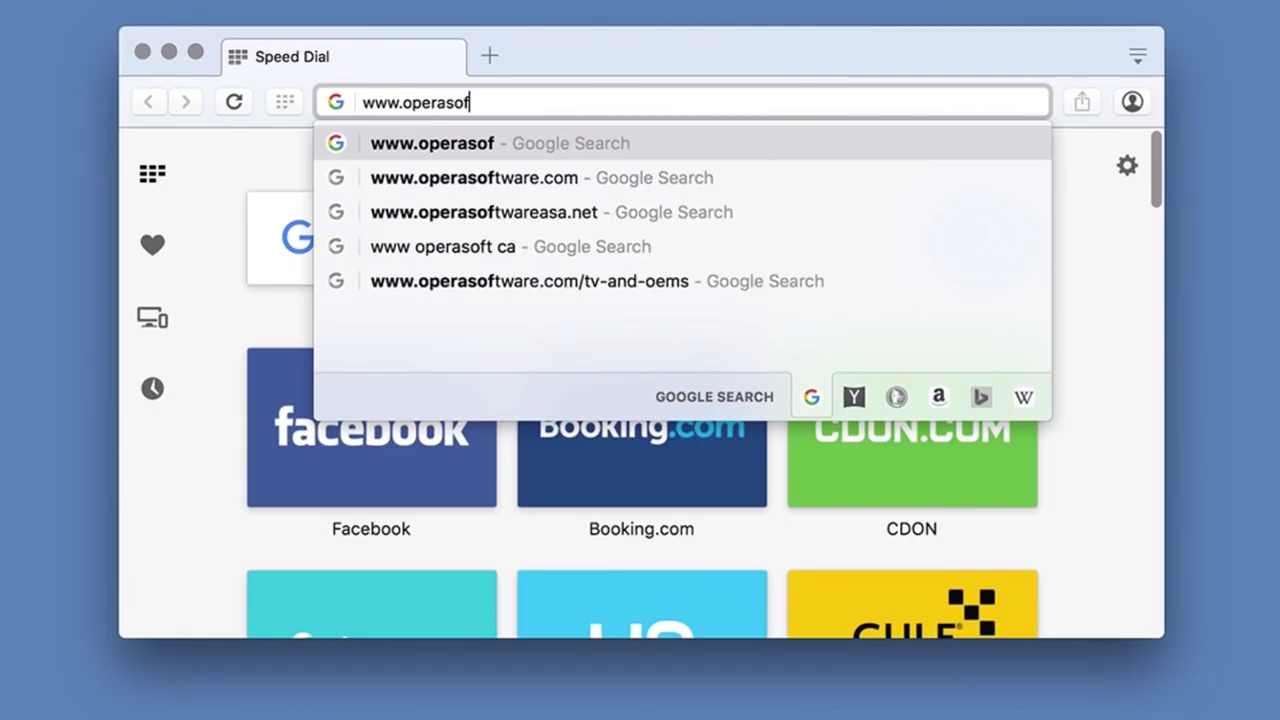 Speed Dial
www.operasof
www.operasof - Google Search
www.operasoftware.com - Google Search
www.operasoftwareasa.net - Google Search
www operasoft ca - Google Search
www.operasoftware.com/tv-and-oems - Google Search
GOOGLE SEARCH
facebook
Booking.com
CDON.COM
Facebook
Booking.com
CDON
GULF